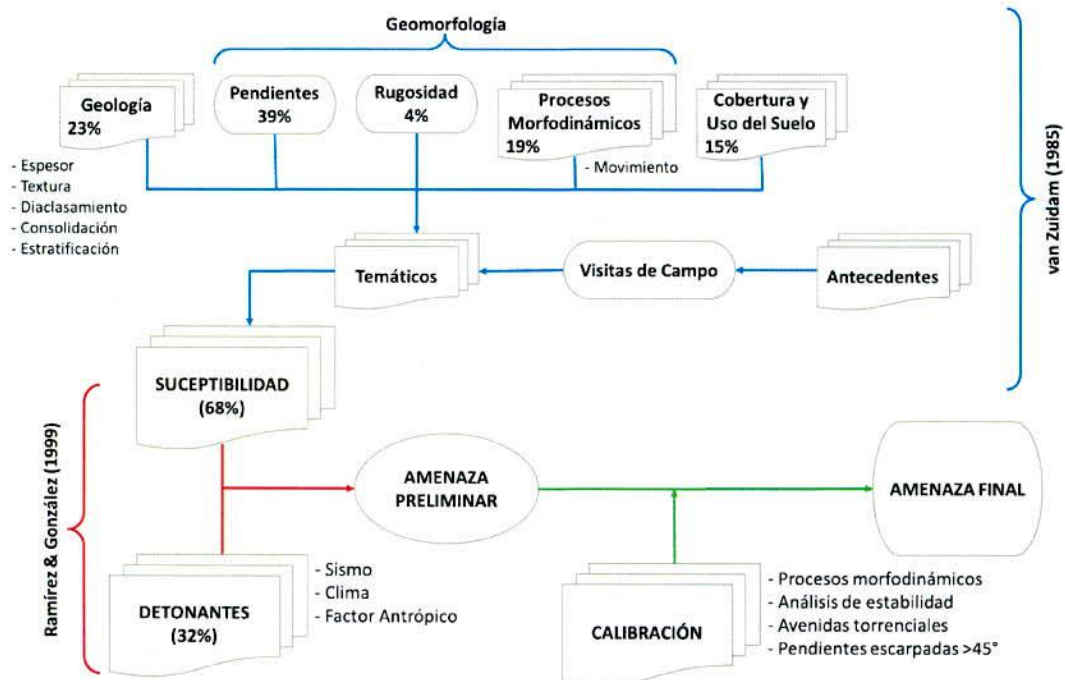 Geomorfología
Geología
23%
Pendientes
39%
Rugosidad
4%
Procesos
Morfodinámicos
19%
Cobertura y
Uso del Suelo
15%
- Espesor
- Textura
- Diaclasamiento
- Consolidación
- Estratificación
- Movimiento
van Zuidam (1985)
Temáticos
Visitas de Campo
Antecedentes
SUCEPTIBILIDAD
(68%)
Ramírez & González (1999)
AMENAZA
PRELIMINAR
AMENAZA FINAL
DETONANTES
(32%)
- Sismo
- Clima
- Factor Antrópico
CALIBRACIÓN
- Procesos morfodinámicos
- Análisis de estabilidad
- Avenidas torrenciales
- Pendientes escarpadas >45°